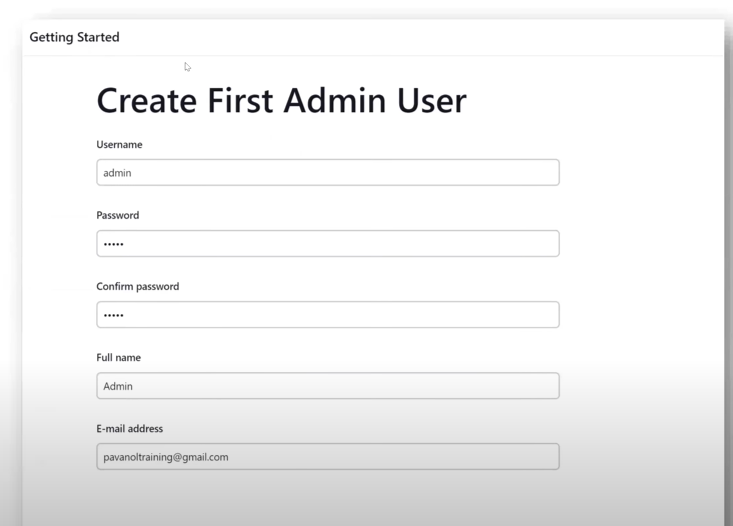 Getting Started
Create First Admin User
Username
admin
Password
•••••
Confirm password
•••••
Full name
Admin
E-mail address
pavanoltraining@gmail.com